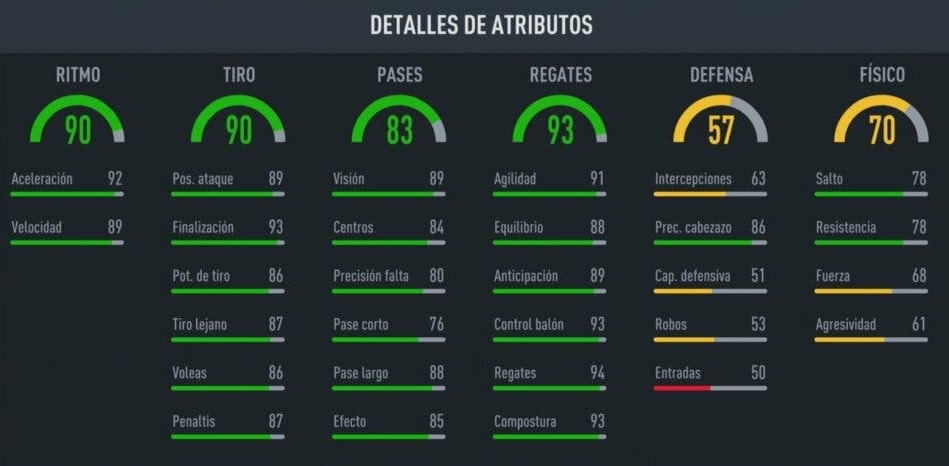 DETALLES DE ATRIBUTOS
RITMO TIRO PASES REGATES DEFENSA FÍSICO
90 90 83 93 57 70
Aceleración 92 Pos. ataque 89 Visión 89 Agilidad 91 Intercepciones 63 Salto 78
Velocidad 89 Finalización 93 Centros 84 Equilibrio 88 Prec. cabezazo 86 Resistencia 78
Pot. de tiro 86 Precisión falta 80 Anticipación 89 Cap. defensiva 51 Fuerza 68
Tiro lejano 87 Pase corto 76 Control balón 93 Robos 53 Agresividad 61
Voleas 86 Pase largo 88 Regates 94 Entradas 50
Penaltis 87 Efecto 85 Compostura 93